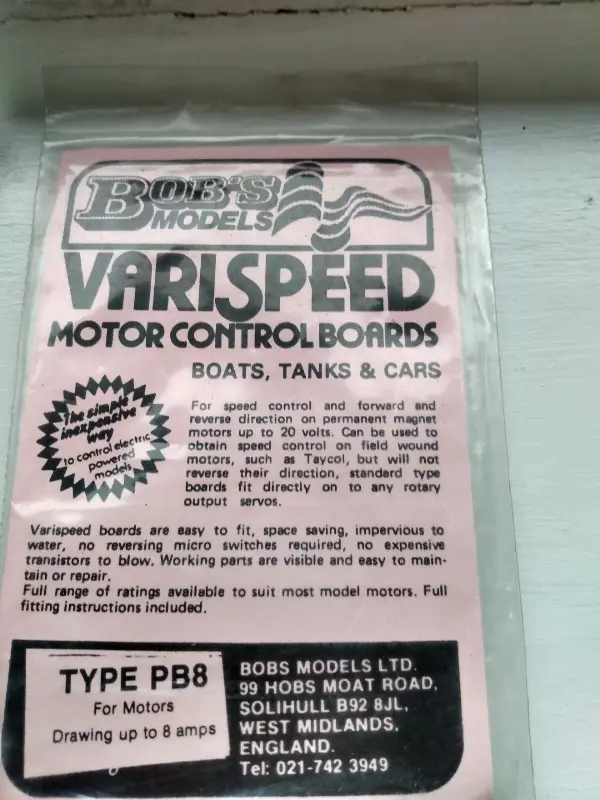 BOB'S
MODELS
VARISPEED
MOTOR CONTROL BOARDS
BOATS, TANKS & CARS
The simple
inexpensive
way
to control electric
powered
models
For speed control and forward and
reverse direction on permanent magnet
motors up to 20 volts. Can be used to
obtain speed control on field wound
motors, such as Taycol, but will not
reverse their direction, standard type
boards fit directly on to any rotary
output servos.
Varispeed boards are easy to fit, space saving, impervious to
water, no reversing micro switches required, no expensive
transistors to blow. Working parts are visible and easy to main-
tain or repair.
Full range of ratings available to suit most model motors. Full
fitting instructions included.
TYPE PB8
For Motors
Drawing up to 8 amps
BOBS MODELS LTD.
99 HOBS MOAT ROAD,
SOLIHULL B92 8JL,
WEST MIDLANDS,
ENGLAND.
Tel: 021-742 3949